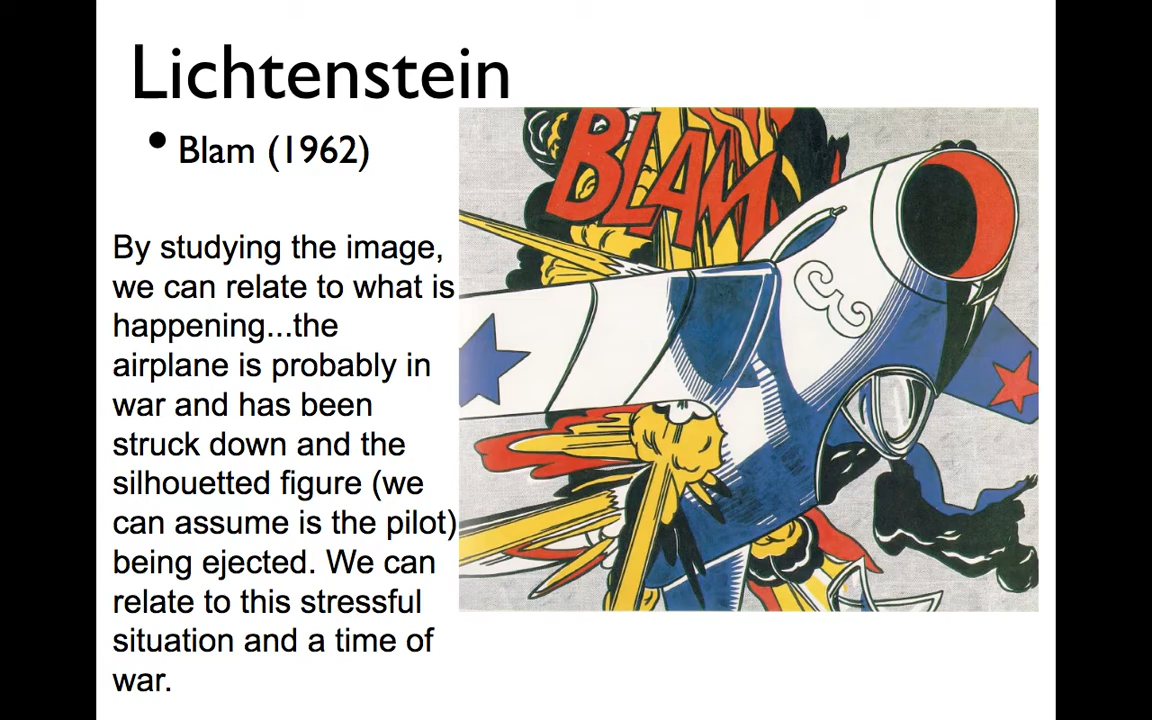 Lichtenstein
• Blam (1962)
By studying the image,
we can relate to what is
happening...the
airplane is probably in
war and has been
struck down and the
silhouetted figure (we
can assume is the pilot)
being ejected. We can
relate to this stressful
situation and a time of
war.
BLAM